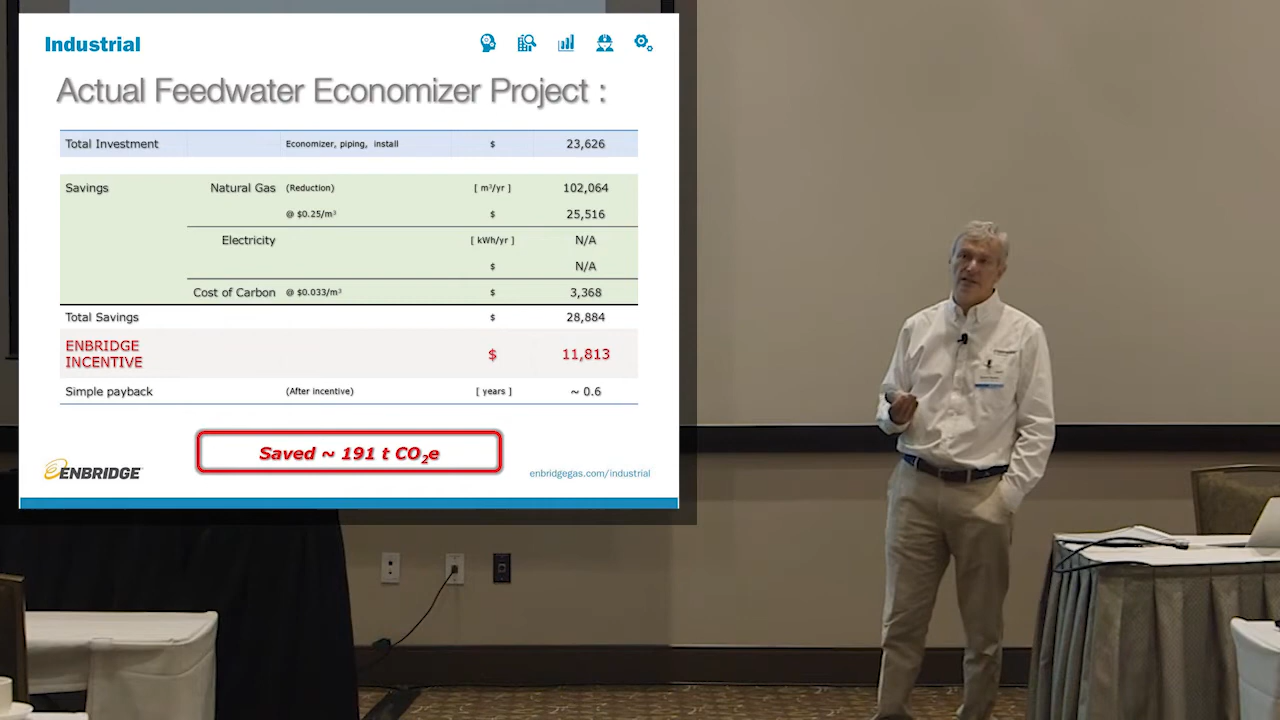 Industrial
Actual Feedwater Economizer Project :
Total Investment Economizer, piping, install $ 23,626
Savings Natural Gas (Reduction) [ m³/yr ] 102,064
@ $0.25/m³ $ 25,516
Electricity [ kWh/yr ] N/A
$ N/A
Cost of Carbon @ $0.033/m³ $ 3,368
Total Savings $ 28,884
ENBRIDGE
INCENTIVE $ 11,813
Simple payback (After incentive) [ years ] ~ 0.6
Saved ~ 191 t CO₂e
ENBRIDGE
enbridgegas.com/industrial